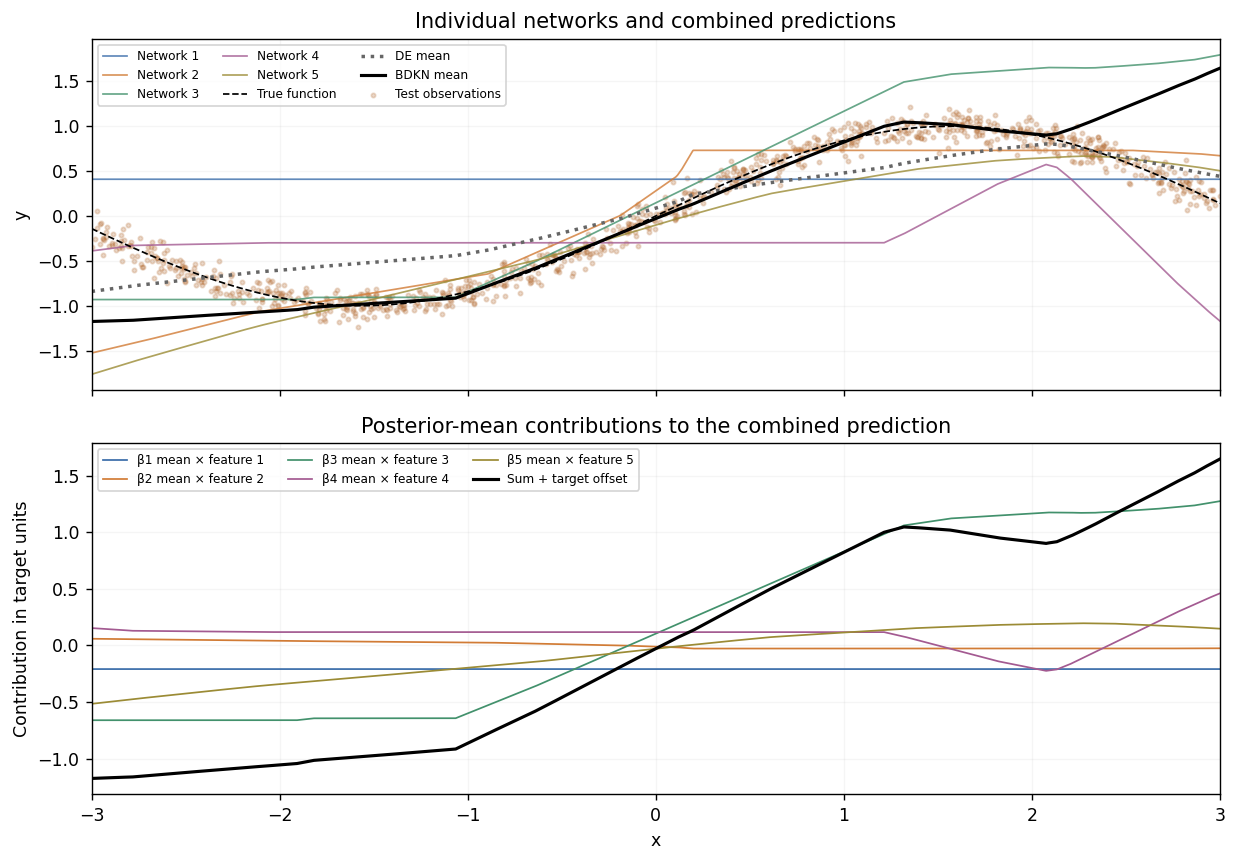 Individual networks and combined predictions
Network 1
Network 2
Network 3
Network 4
Network 5
True function
DE mean
BDKN mean
Test observations
1.5
1.0
0.5
0.0
−0.5
−1.0
−1.5
y
Posterior-mean contributions to the combined prediction
β1 mean × feature 1
β2 mean × feature 2
β3 mean × feature 3
β4 mean × feature 4
β5 mean × feature 5
Sum + target offset
1.5
1.0
0.5
0.0
−0.5
−1.0
Contribution in target units
−3 −2 −1 0 1 2 3
x